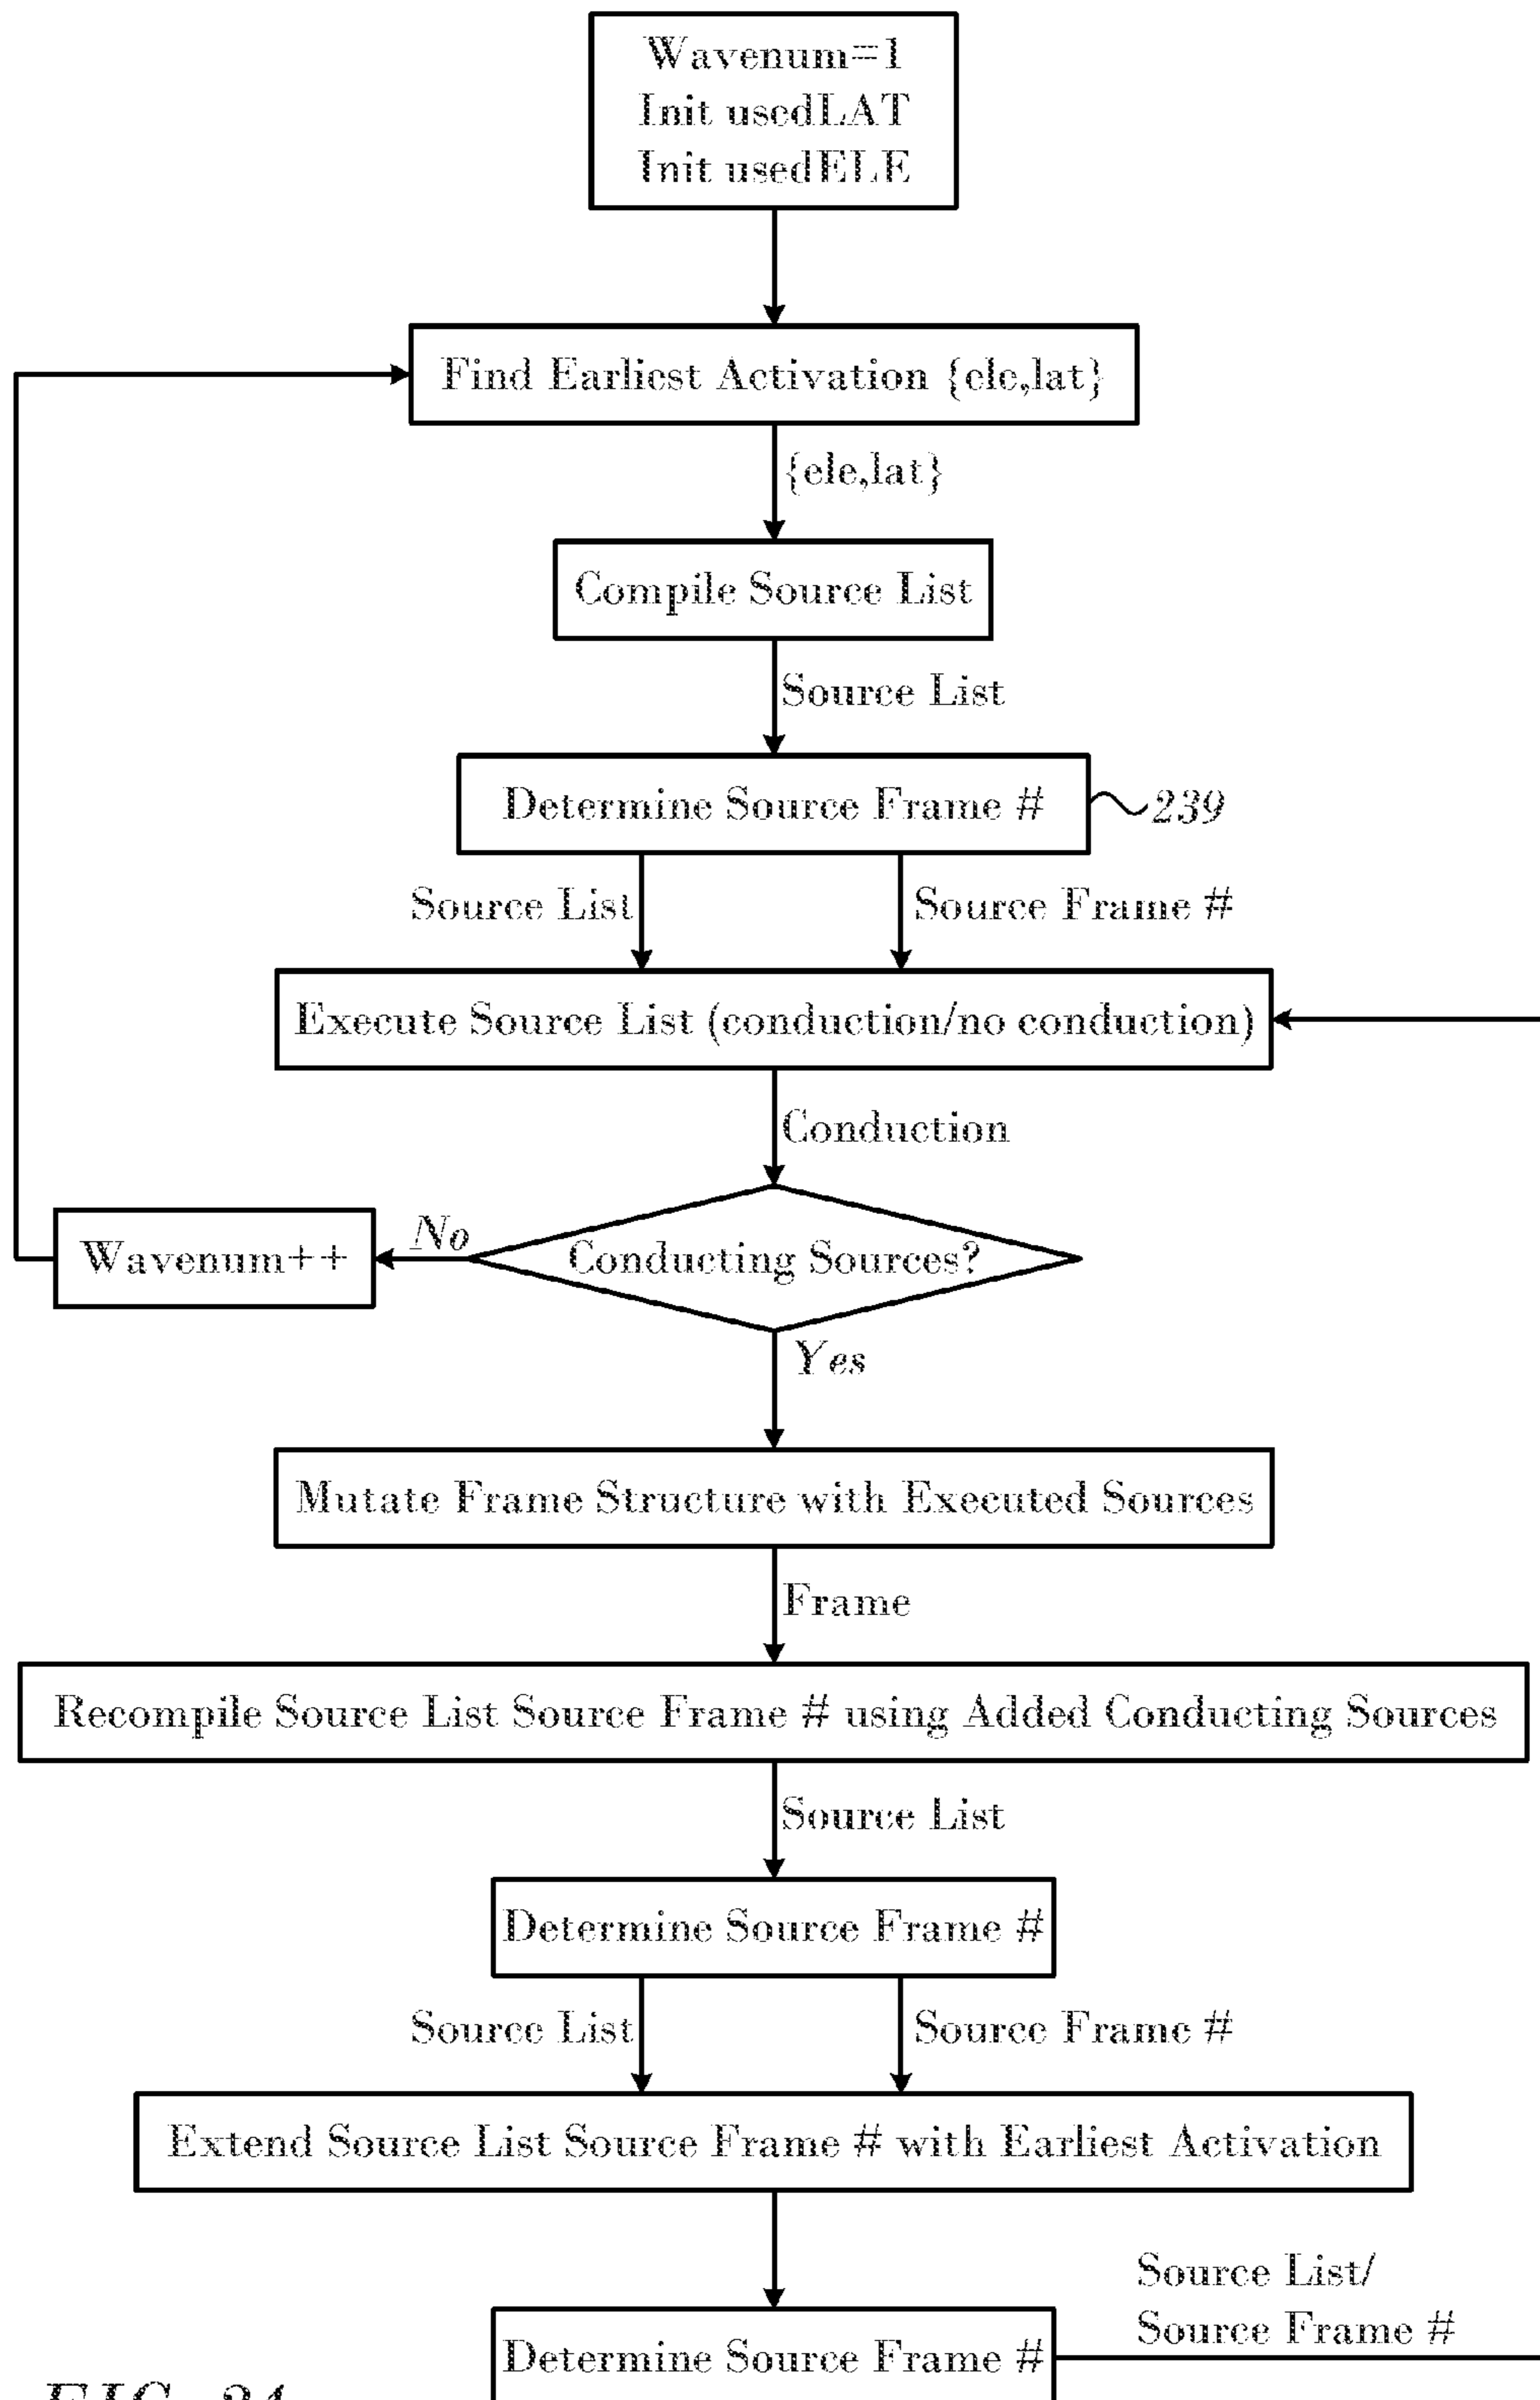 Wavenum=1
Init usedLAT
Init usedELE
Find Earliest Activation {ele,lat}
{ele,lat}
Compile Source List
Source List
Determine Source Frame #
239
Source List
Source Frame #
Execute Source List (conduction/no conduction)
Conduction
Conducting Sources?
No
Wavenum++
Yes
Mutate Frame Structure with Executed Sources
Frame
Recompile Source List Source Frame # using Added Conducting Sources
Source List
Determine Source Frame #
Source List
Source Frame #
Extend Source List Source Frame # with Earliest Activation
Source List/
Source Frame #
Determine Source Frame #